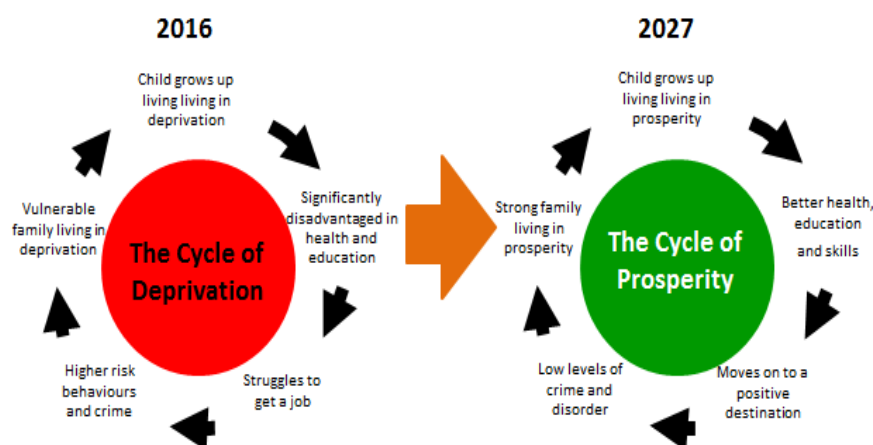 2016
Child grows up
living living in
deprivation
Significantly
disadvantaged in
health and
education
Struggles to
get a job
Higher risk
behaviours
and crime
Vulnerable
family living in
deprivation
The Cycle of
Deprivation
2027
Child grows up
living living in
prosperity
Better health,
education
and skills
Moves on to a
positive
destination
Low levels of
crime and
disorder
Strong family
living in
prosperity
The Cycle of
Prosperity